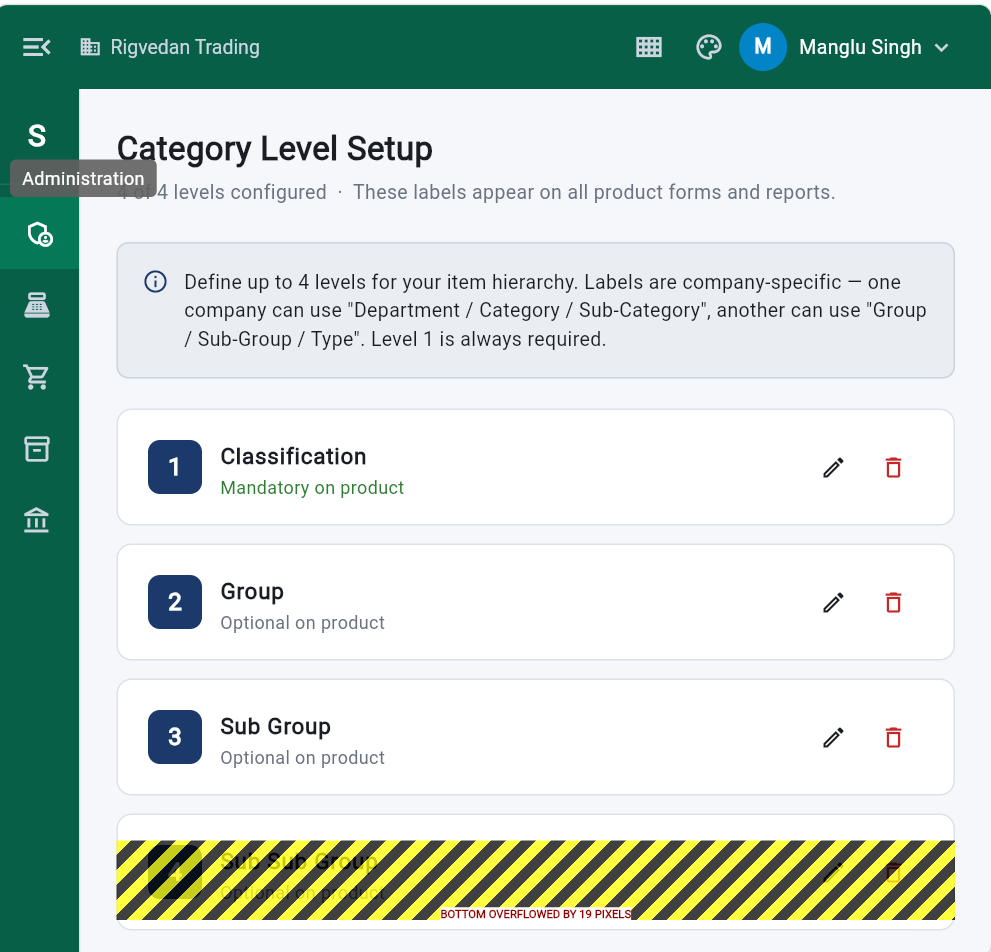 Rigvedan Trading
M
Manglu Singh
S
Category Level Setup
Administration
4 of 4 levels configured · These labels appear on all product forms and reports.
Define up to 4 levels for your item hierarchy. Labels are company-specific — one
company can use "Department / Category / Sub-Category", another can use "Group
/ Sub-Group / Type". Level 1 is always required.
1
Classification
Mandatory on product
2
Group
Optional on product
3
Sub Group
Optional on product
4
Sub Sub Group
Optional on product
BOTTOM OVERFLOWED BY 19 PIXELS